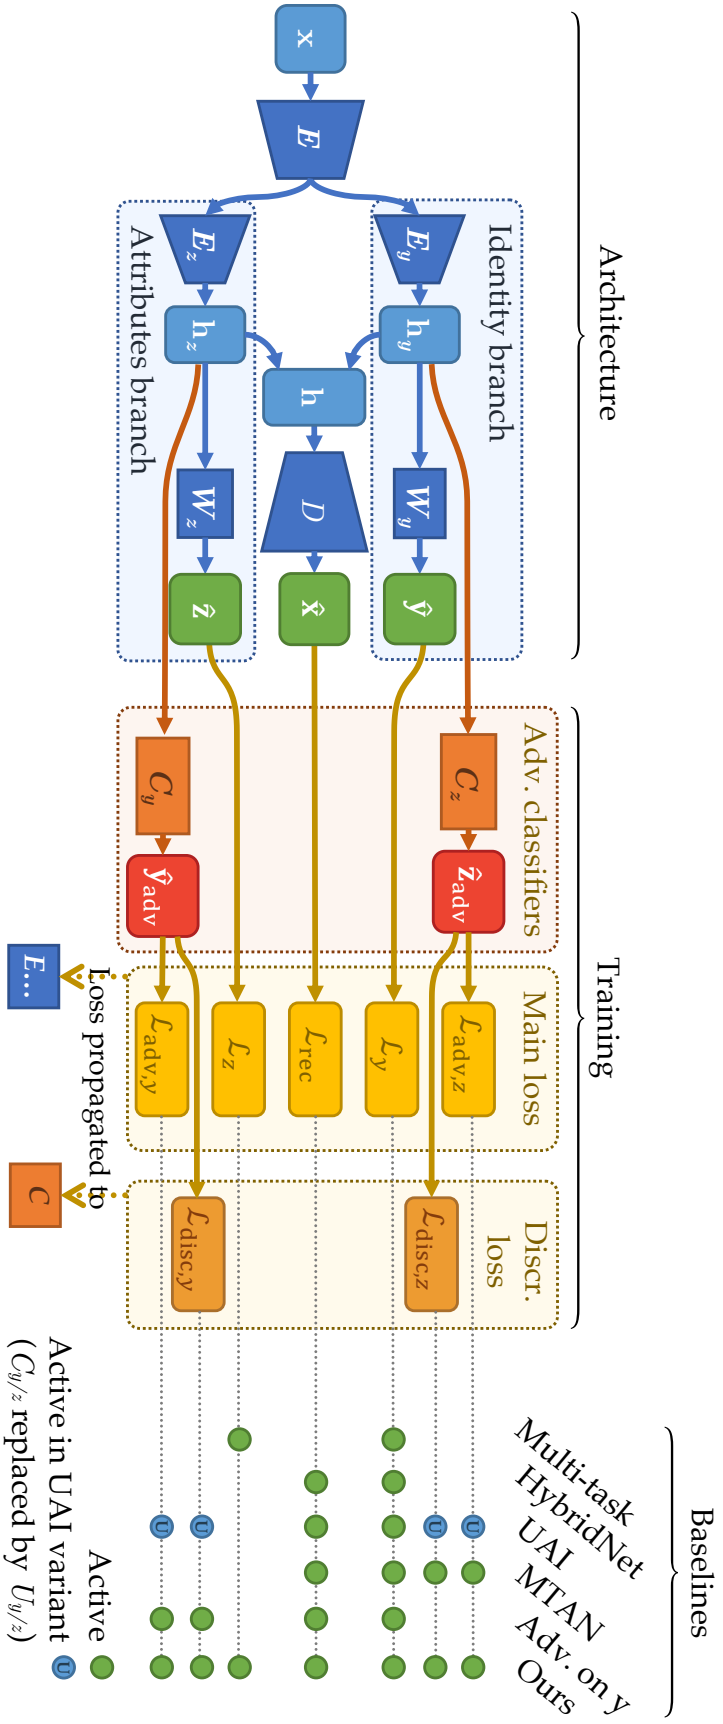 Architecture
Training
Baselines
Identity branch
Adv. classifiers
Main loss
Discr.
loss
Multi-task
HybridNet
UAI
MTAN
Adv. on y
Ours
x
E
E_y
h_y
W_y
ŷ
C_z
ẑ_adv
ℒ_adv,z
ℒ_disc,z
U
U
ℒ_y
h
D
x̂
ℒ_rec
E_z
h_z
W_z
ẑ
ℒ_z
C_y
ŷ_adv
ℒ_adv,y
ℒ_disc,y
U
U
Attributes branch
Loss propagated to
E...
C
Active
Active in UAI variant
U
(C_y/z replaced by U_y/z)